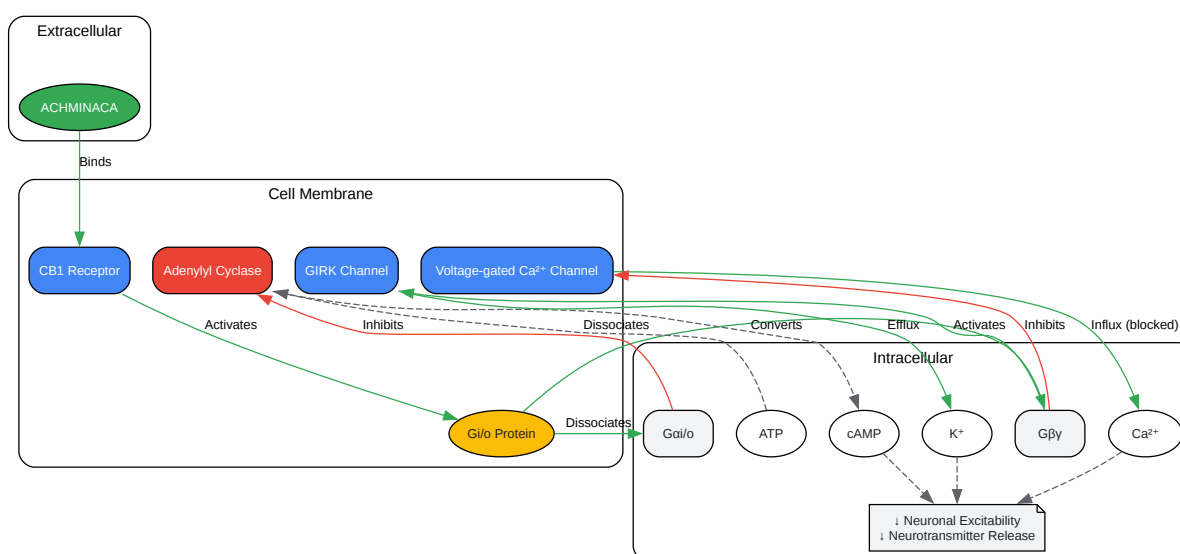 Extracellular
ACHMINACA
Binds
Cell Membrane
CB1 Receptor
Adenylyl Cyclase
GIRK Channel
Voltage-gated Ca²⁺ Channel
Activates
Inhibits
Dissociates
Converts
Efflux
Activates
Inhibits
Influx (blocked)
Intracellular
Gi/o Protein
Dissociates
Gαi/o
ATP
cAMP
K⁺
Gβγ
Ca²⁺
↓ Neuronal Excitability
↓ Neurotransmitter Release